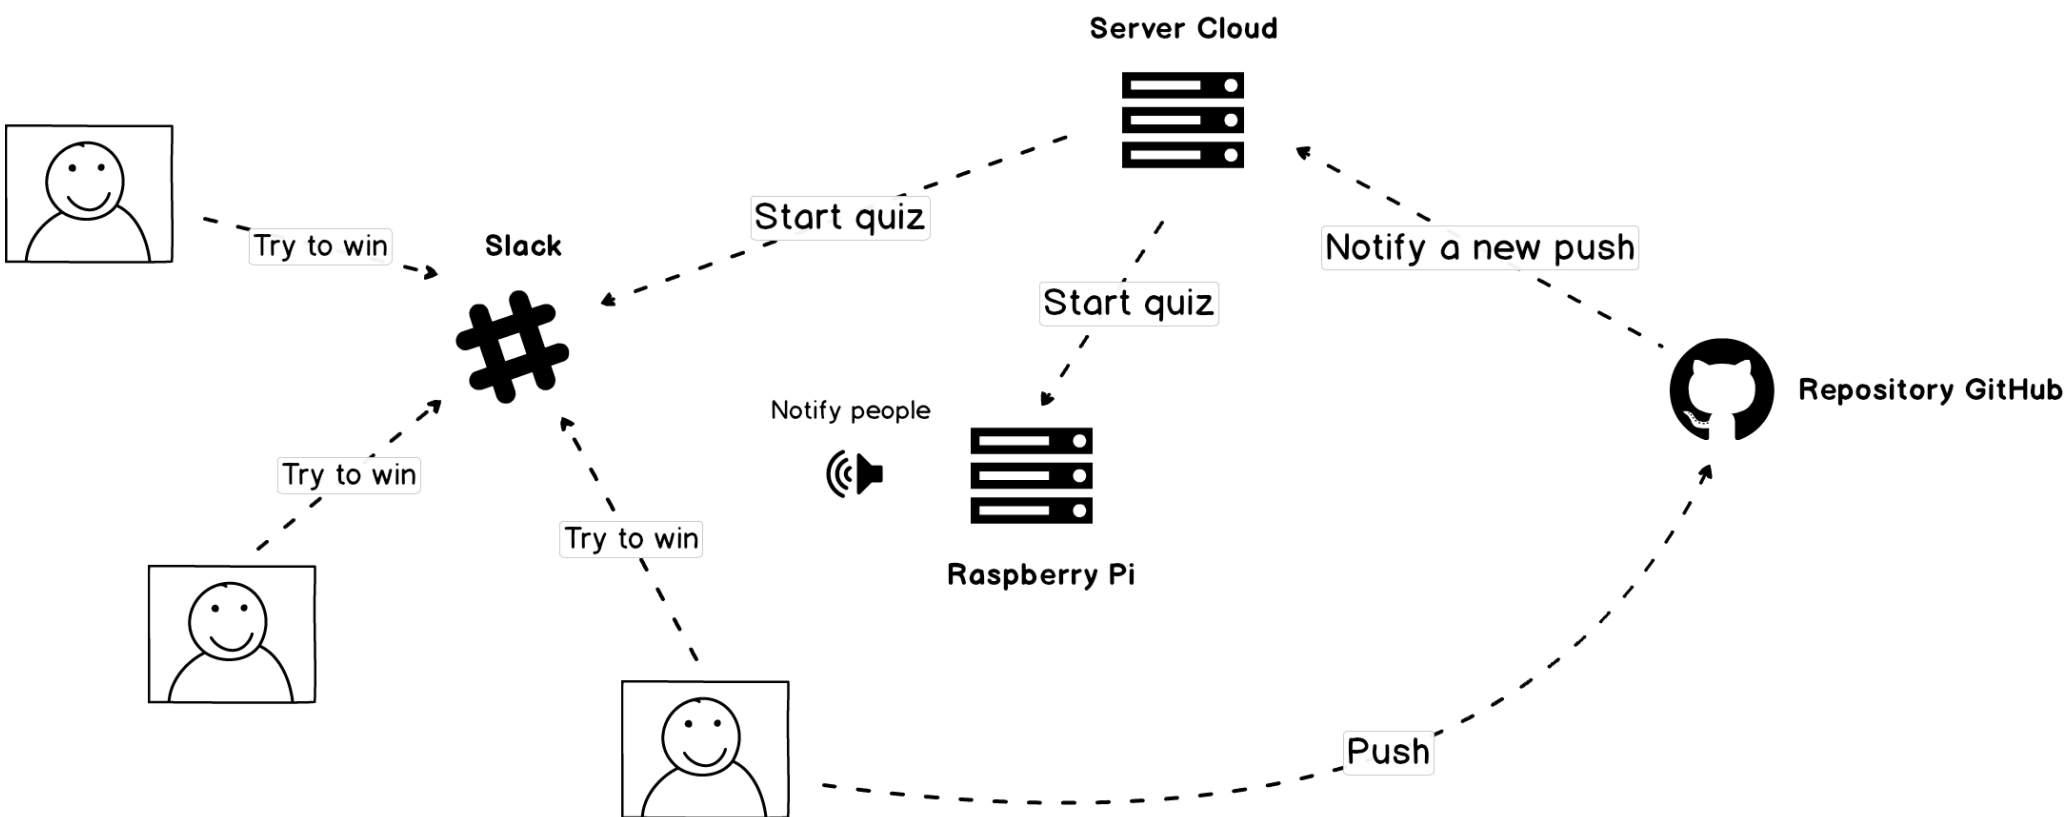 Server Cloud
Start quiz
Try to win
Slack
Notify a new push
Start quiz
Repository GitHub
Notify people
Try to win
Try to win
Raspberry Pi
Push